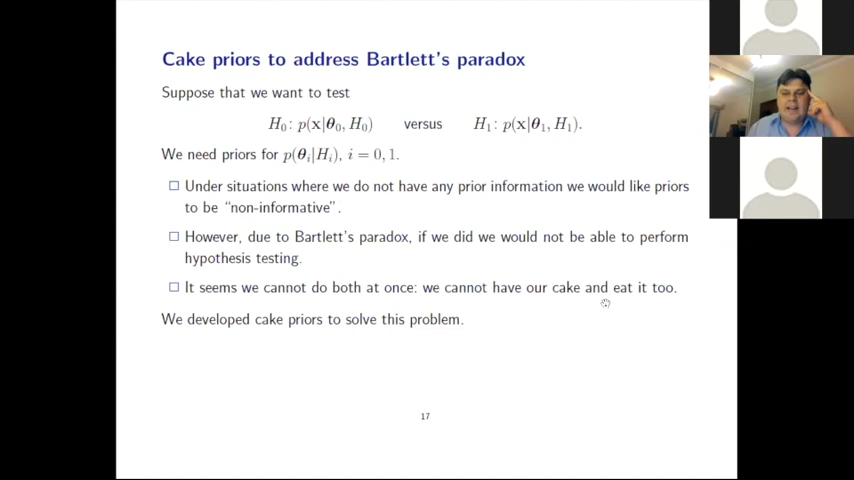 Cake priors to address Bartlett's paradox
Suppose that we want to test
H₀: p(x|θ₀, H₀) versus H₁: p(x|θ₁, H₁).
We need priors for p(θᵢ|Hᵢ), i = 0, 1.
□ Under situations where we do not have any prior information we would like priors
to be "non-informative".
□ However, due to Bartlett's paradox, if we did we would not be able to perform
hypothesis testing.
□ It seems we cannot do both at once: we cannot have our cake and eat it too.
We developed cake priors to solve this problem.
17